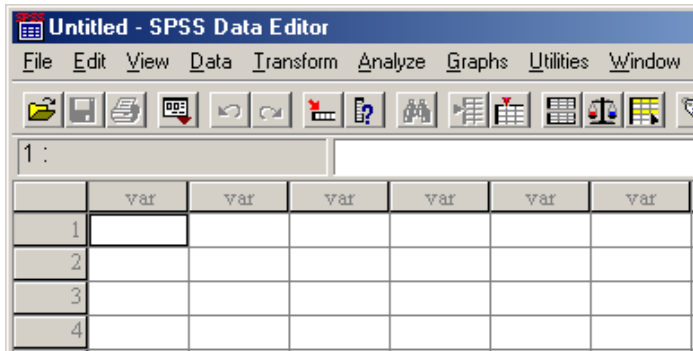 SPSS
Untitled - SPSS Data Editor
File Edit View Data Transform Analyze Graphs Utilities Window
1 :
var var var var var var
1
2
3
4